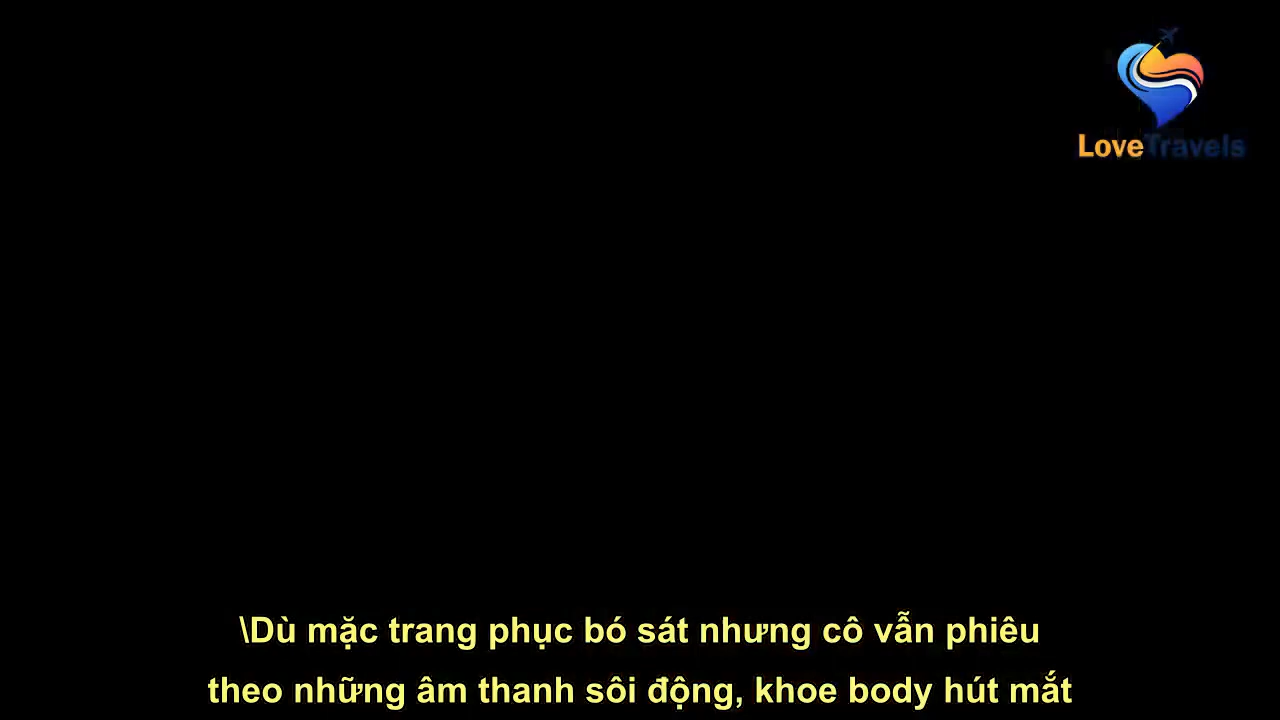 LoveTravels
\Dù mặc trang phục bó sát nhưng cô vẫn phiêu
theo những âm thanh sôi động, khoe body hút mắt